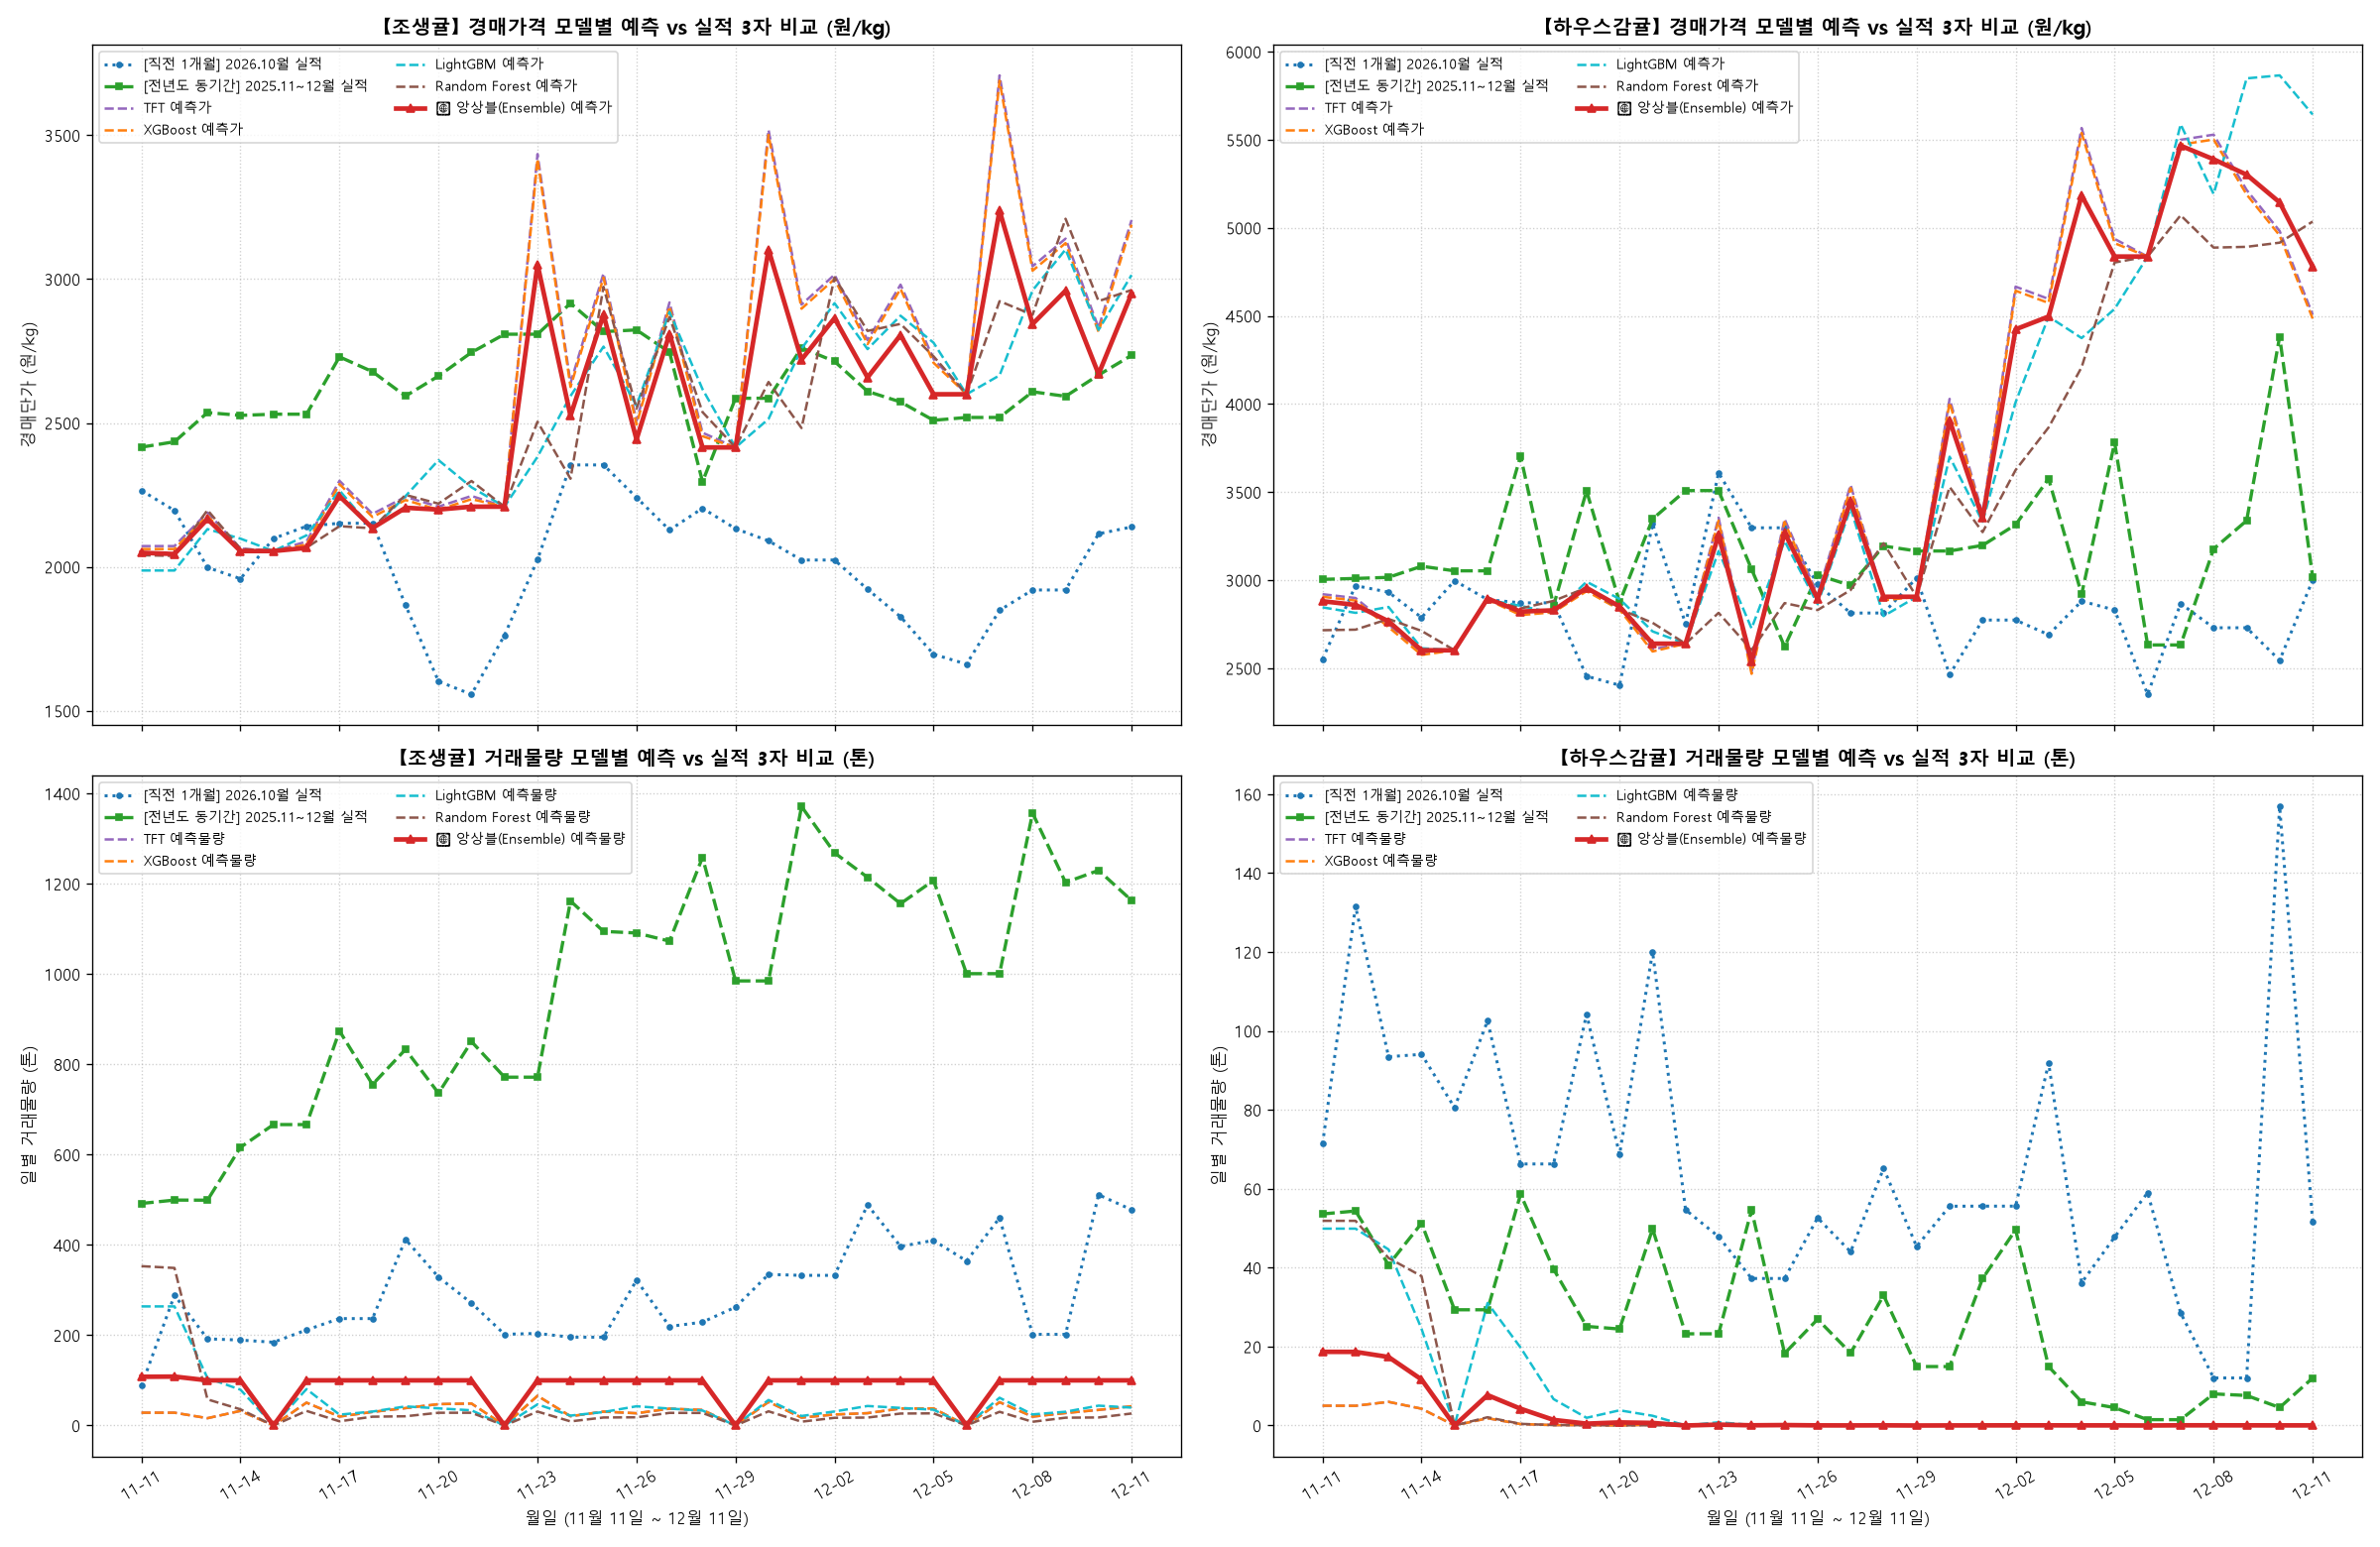 【조생귤】 경매가격 모델별 예측 vs 실적 3자 비교 (원/kg)
[직전 1개월] 2026.10월 실적
[전년도 동기간] 2025.11~12월 실적
TFT 예측가
XGBoost 예측가
LightGBM 예측가
Random Forest 예측가
앙상블(Ensemble) 예측가
경매단가 (원/kg)
3500
3000
2500
2000
1500
【하우스감귤】 경매가격 모델별 예측 vs 실적 3자 비교 (원/kg)
[직전 1개월] 2026.10월 실적
[전년도 동기간] 2025.11~12월 실적
TFT 예측가
XGBoost 예측가
LightGBM 예측가
Random Forest 예측가
앙상블(Ensemble) 예측가
경매단가 (원/kg)
6000
5500
5000
4500
4000
3500
3000
2500
【조생귤】 거래물량 모델별 예측 vs 실적 3자 비교 (톤)
[직전 1개월] 2026.10월 실적
[전년도 동기간] 2025.11~12월 실적
TFT 예측물량
XGBoost 예측물량
LightGBM 예측물량
Random Forest 예측물량
앙상블(Ensemble) 예측물량
일별 거래물량 (톤)
1400
1200
1000
800
600
400
200
0
11-11 11-14 11-17 11-20 11-23 11-26 11-29 12-02 12-05 12-08 12-11
월일 (11월 11일 ~ 12월 11일)
【하우스감귤】 거래물량 모델별 예측 vs 실적 3자 비교 (톤)
[직전 1개월] 2026.10월 실적
[전년도 동기간] 2025.11~12월 실적
TFT 예측물량
XGBoost 예측물량
LightGBM 예측물량
Random Forest 예측물량
앙상블(Ensemble) 예측물량
일별 거래물량 (톤)
160
140
120
100
80
60
40
20
0
11-11 11-14 11-17 11-20 11-23 11-26 11-29 12-02 12-05 12-08 12-11
월일 (11월 11일 ~ 12월 11일)